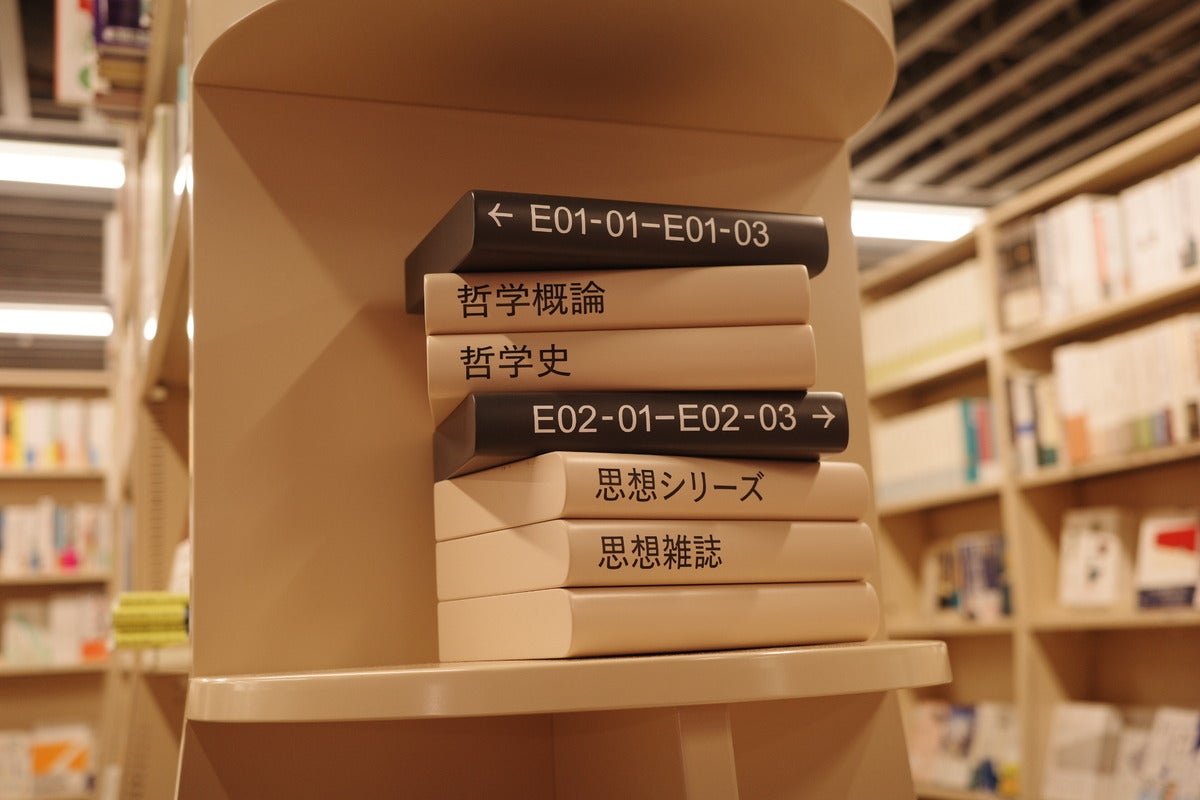 ← E01-01–E01-03
哲学概論
哲学史
E02-01–E02-03 →
思想シリーズ
思想雑誌